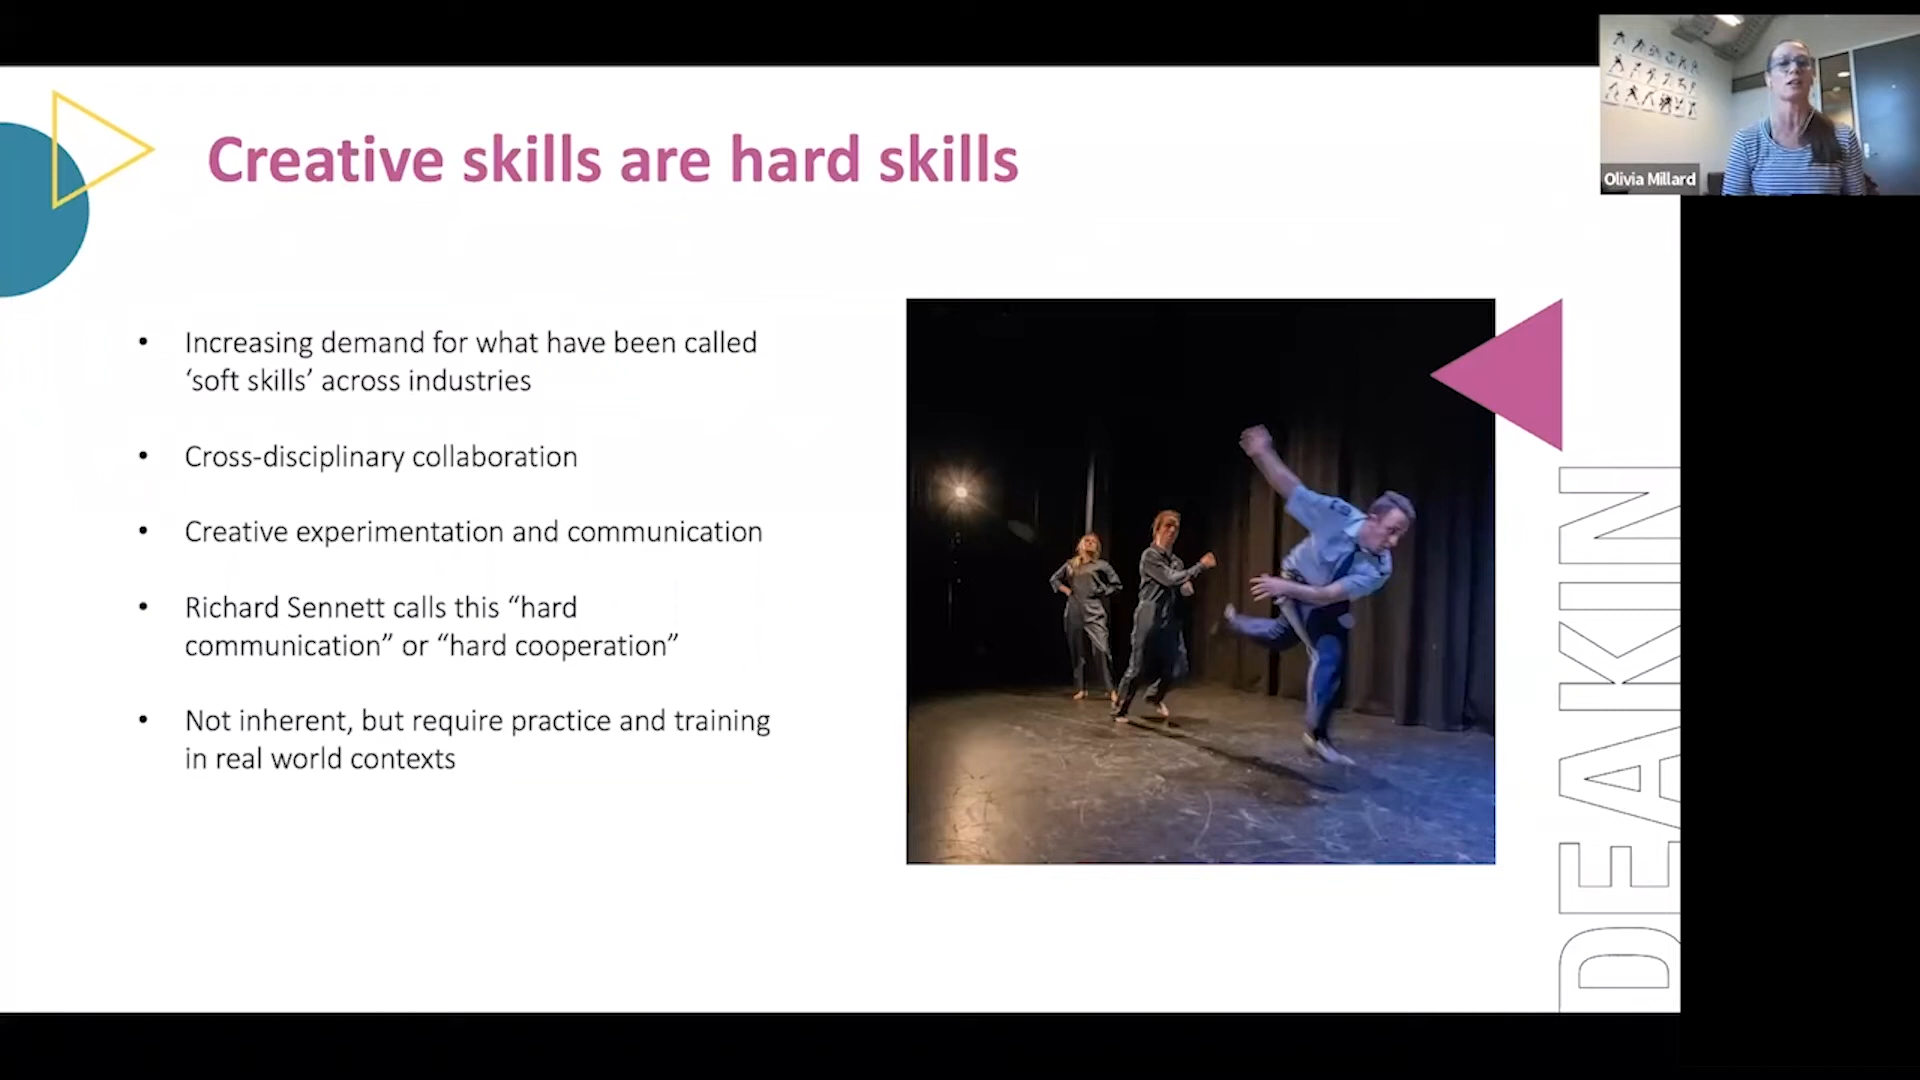 Creative skills are hard skills
Olivia Millard
• Increasing demand for what have been called
‘soft skills’ across industries
• Cross-disciplinary collaboration
• Creative experimentation and communication
• Richard Sennett calls this “hard
communication” or “hard cooperation”
• Not inherent, but require practice and training
in real world contexts
DEAKIN